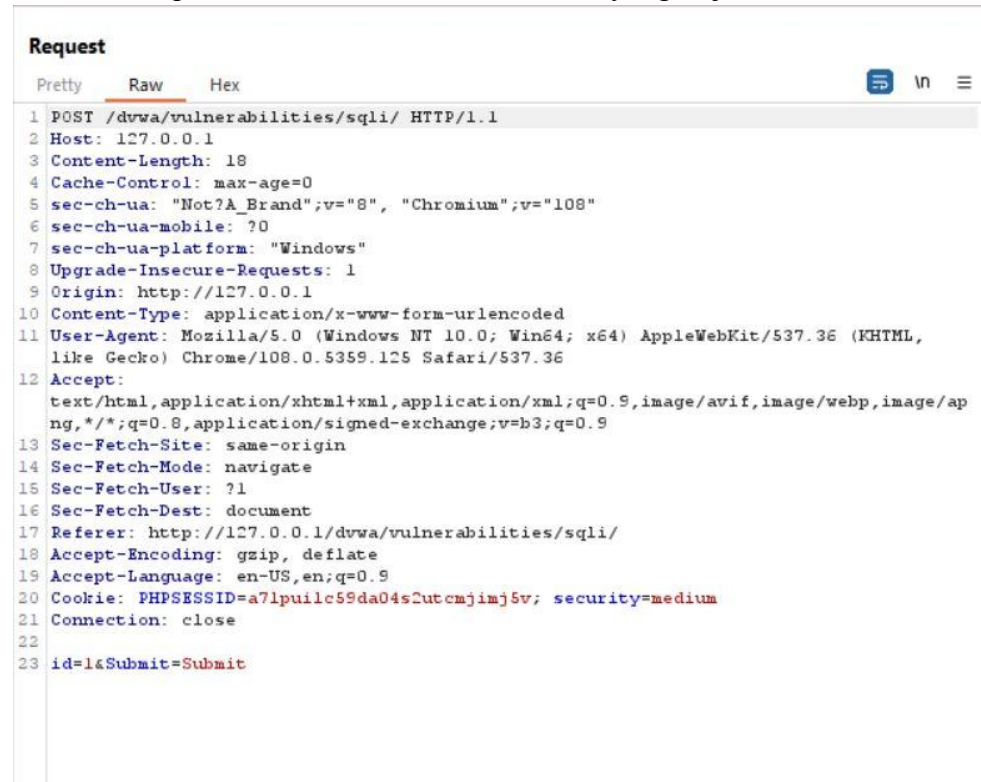 Request
Pretty Raw Hex \n
1 POST /dvwa/vulnerabilities/sqli/ HTTP/1.1
2 Host: 127.0.0.1
3 Content-Length: 18
4 Cache-Control: max-age=0
5 sec-ch-ua: "Not?A_Brand";v="8", "Chromium";v="108"
6 sec-ch-ua-mobile: ?0
7 sec-ch-ua-platform: "Windows"
8 Upgrade-Insecure-Requests: 1
9 Origin: http://127.0.0.1
10 Content-Type: application/x-www-form-urlencoded
11 User-Agent: Mozilla/5.0 (Windows NT 10.0; Win64; x64) AppleWebKit/537.36 (KHTML,
like Gecko) Chrome/108.0.5359.125 Safari/537.36
12 Accept:
text/html,application/xhtml+xml,application/xml;q=0.9,image/avif,image/webp,image/ap
ng,*/*;q=0.8,application/signed-exchange;v=b3;q=0.9
13 Sec-Fetch-Site: same-origin
14 Sec-Fetch-Mode: navigate
15 Sec-Fetch-User: ?1
16 Sec-Fetch-Dest: document
17 Referer: http://127.0.0.1/dvwa/vulnerabilities/sqli/
18 Accept-Encoding: gzip, deflate
19 Accept-Language: en-US,en;q=0.9
20 Cookie: PHPSESSID=a7lpuilc59da04s2utcmjimj5v; security=medium
21 Connection: close
22
23 id=1&Submit=Submit